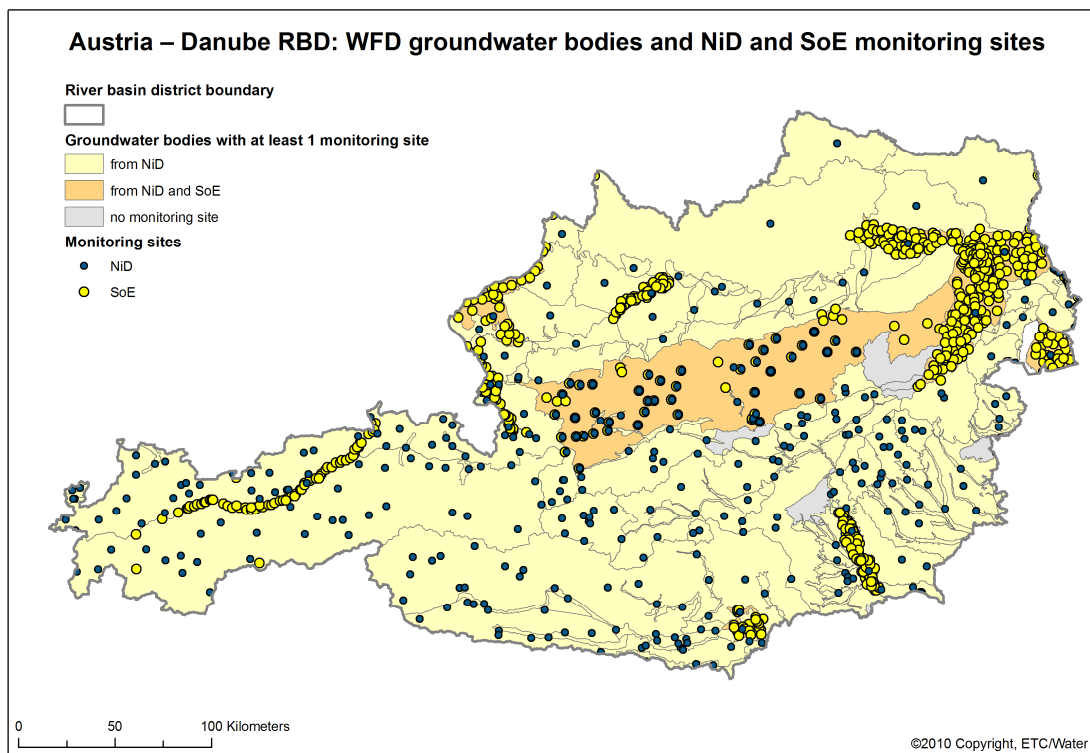 Austria – Danube RBD: WFD groundwater bodies and NiD and SoE monitoring sites
River basin district boundary
Groundwater bodies with at least 1 monitoring site
from NiD
from NiD and SoE
no monitoring site
Monitoring sites
NiD
SoE
0 50 100 Kilometers
©2010 Copyright, ETC/Water